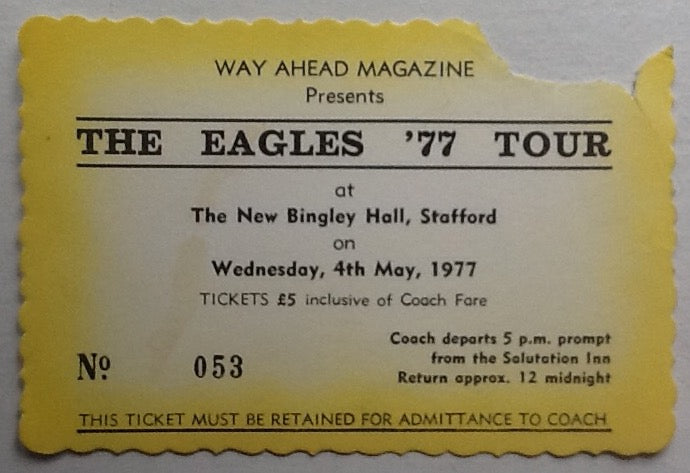 WAY AHEAD MAGAZINE
Presents
THE EAGLES '77 TOUR
at
The New Bingley Hall, Stafford
on
Wednesday, 4th May, 1977
TICKETS £5 inclusive of Coach Fare
Coach departs 5 p.m. prompt
from the Salutation Inn
Return approx. 12 midnight
Nº 053
THIS TICKET MUST BE RETAINED FOR ADMITTANCE TO COACH